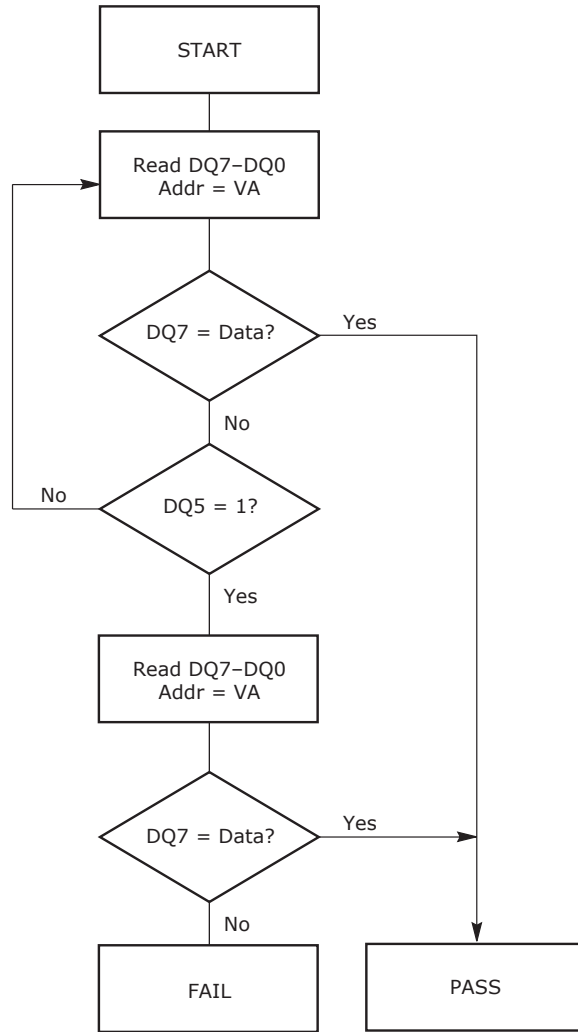 START
Read DQ7–DQ0
Addr = VA
DQ7 = Data?
Yes
No
No
DQ5 = 1?
Yes
Read DQ7–DQ0
Addr = VA
DQ7 = Data?
Yes
No
FAIL
PASS